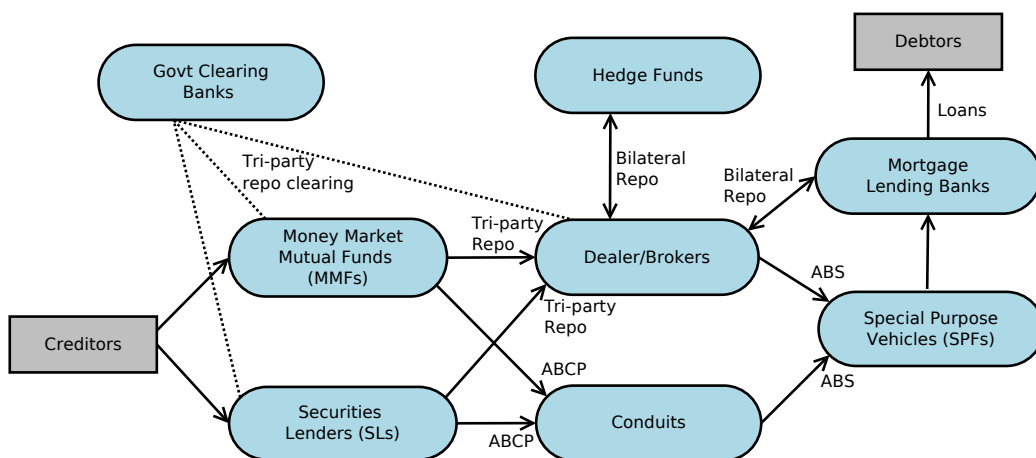 Debtors
Govt Clearing
Banks
Hedge Funds
Loans
Tri-party
repo clearing
Bilateral
Repo
Bilateral
Repo
Mortgage
Lending Banks
Money Market
Mutual Funds
(MMFs)
Tri-party
Repo
Dealer/Brokers
ABS
Tri-party
Repo
Special Purpose
Vehicles (SPFs)
Creditors
ABCP
ABS
Securities
Lenders (SLs)
ABCP
Conduits